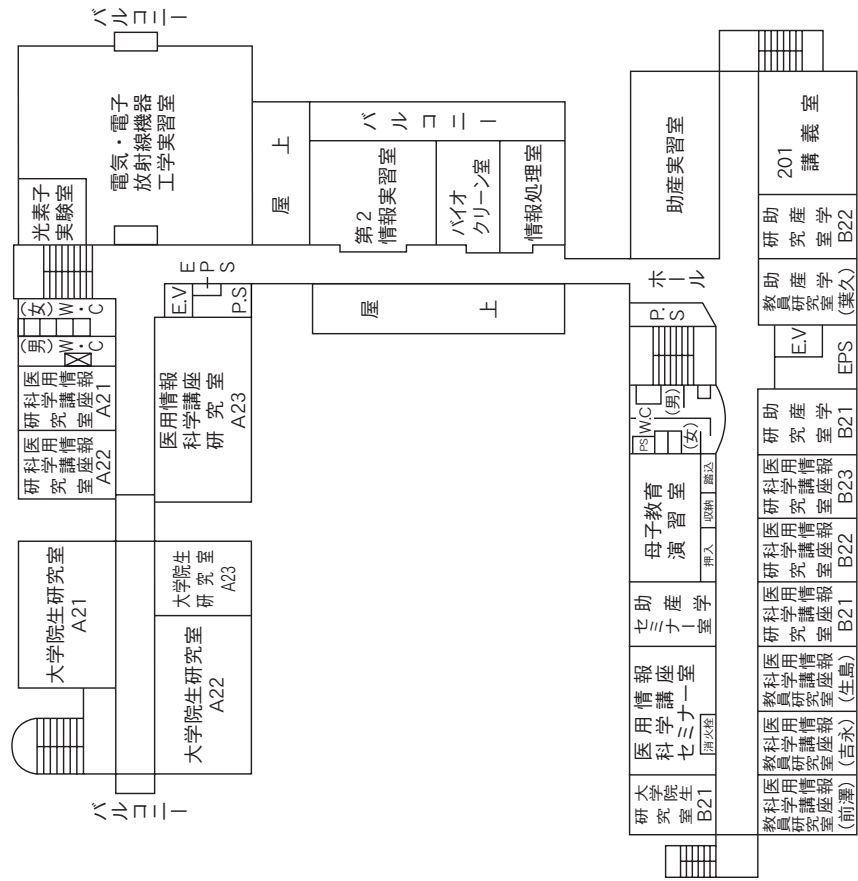 バルコニー
電気・電子
放射線機器
工学実習室
光素子
実験室
屋上
バルコニー
第2
情報実習室
バイオ
クリーン室
情報処理室
助産実習室
201
講義室
助産学
研究室
B22
助産学
教員
研究室
(葉久)
ホール
EPS
E.V
P.S
屋上
P.S
(女)
W・C
(男)
W・C
医用情報
科学講座
研究室
A21
医用情報
科学講座
研究室
A22
医用情報
科学講座
研究室
A23
E.V
EPS
W.C
(男)
(女)
PS
助産学
研究室
B21
医用情報
科学講座
研究室
B23
医用情報
科学講座
研究室
B22
医用情報
科学講座
研究室
B21
母子教育
演習室
踏込
収納
押入
助産学
セミナー室
大学院生研究室
A21
大学院生
研究室
A23
大学院生研究室
A22
医用情報
科学講座
セミナー室
消火栓
医用情報
科学講座
教員研究室
(生島)
医用情報
科学講座
教員研究室
(吉永)
医用情報
科学講座
教員研究室
(前澤)
大学院生
研究室
B21
バルコニー